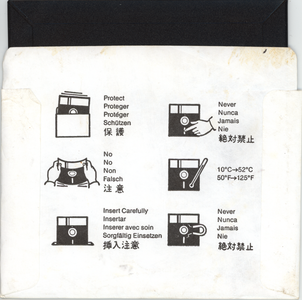 Protect
Proteger
Protéger
Schützen
保護
Never
Nunca
Jamais
Nie
絶対禁止
No
No
Non
Falsch
注意
10°C→52°C
50°F→125°F
Insert Carefully
Insertar
Inserer avec soin
Sorgfältig Einsetzen
挿入注意
Never
Nunca
Jamais
Nie
絶対禁止